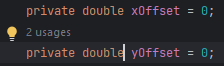 private double xOffset = 0;
2 usages
private double yOffset = 0;